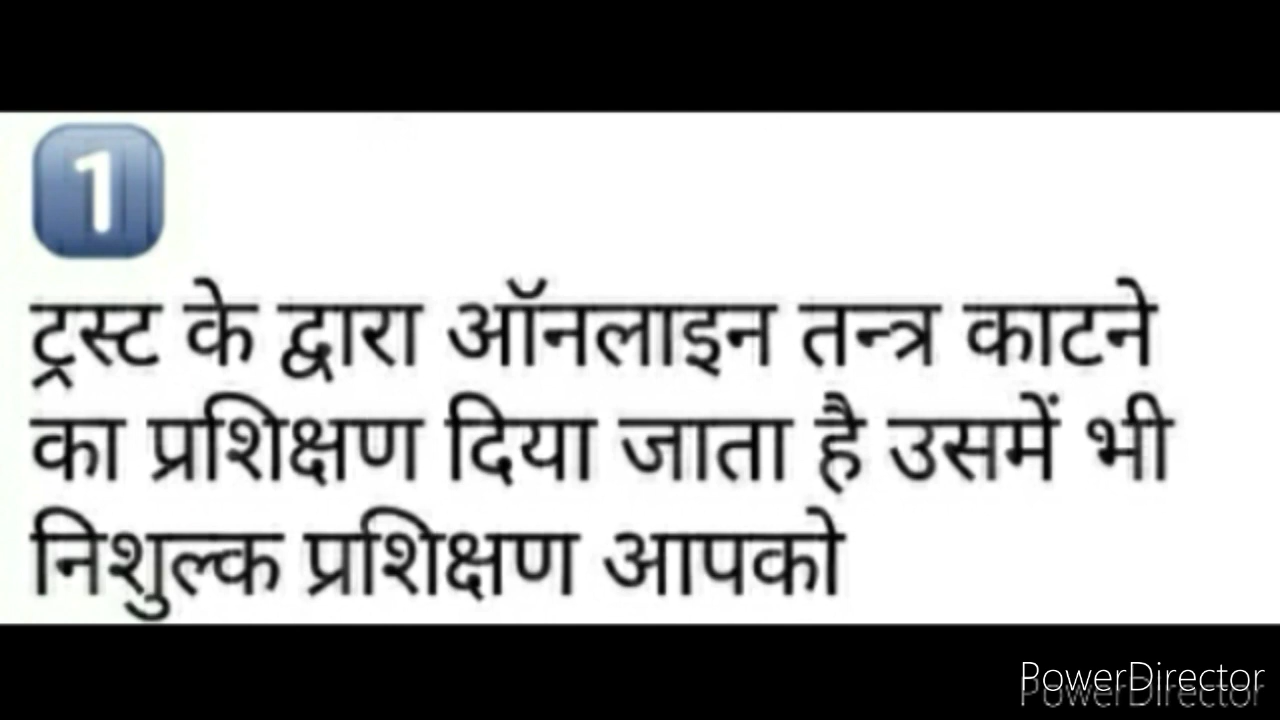 1
ट्रस्ट के द्वारा ऑनलाइन तन्त्र काटने
का प्रशिक्षण दिया जाता है उसमें भी
निशुल्क प्रशिक्षण आपको
PowerDirector